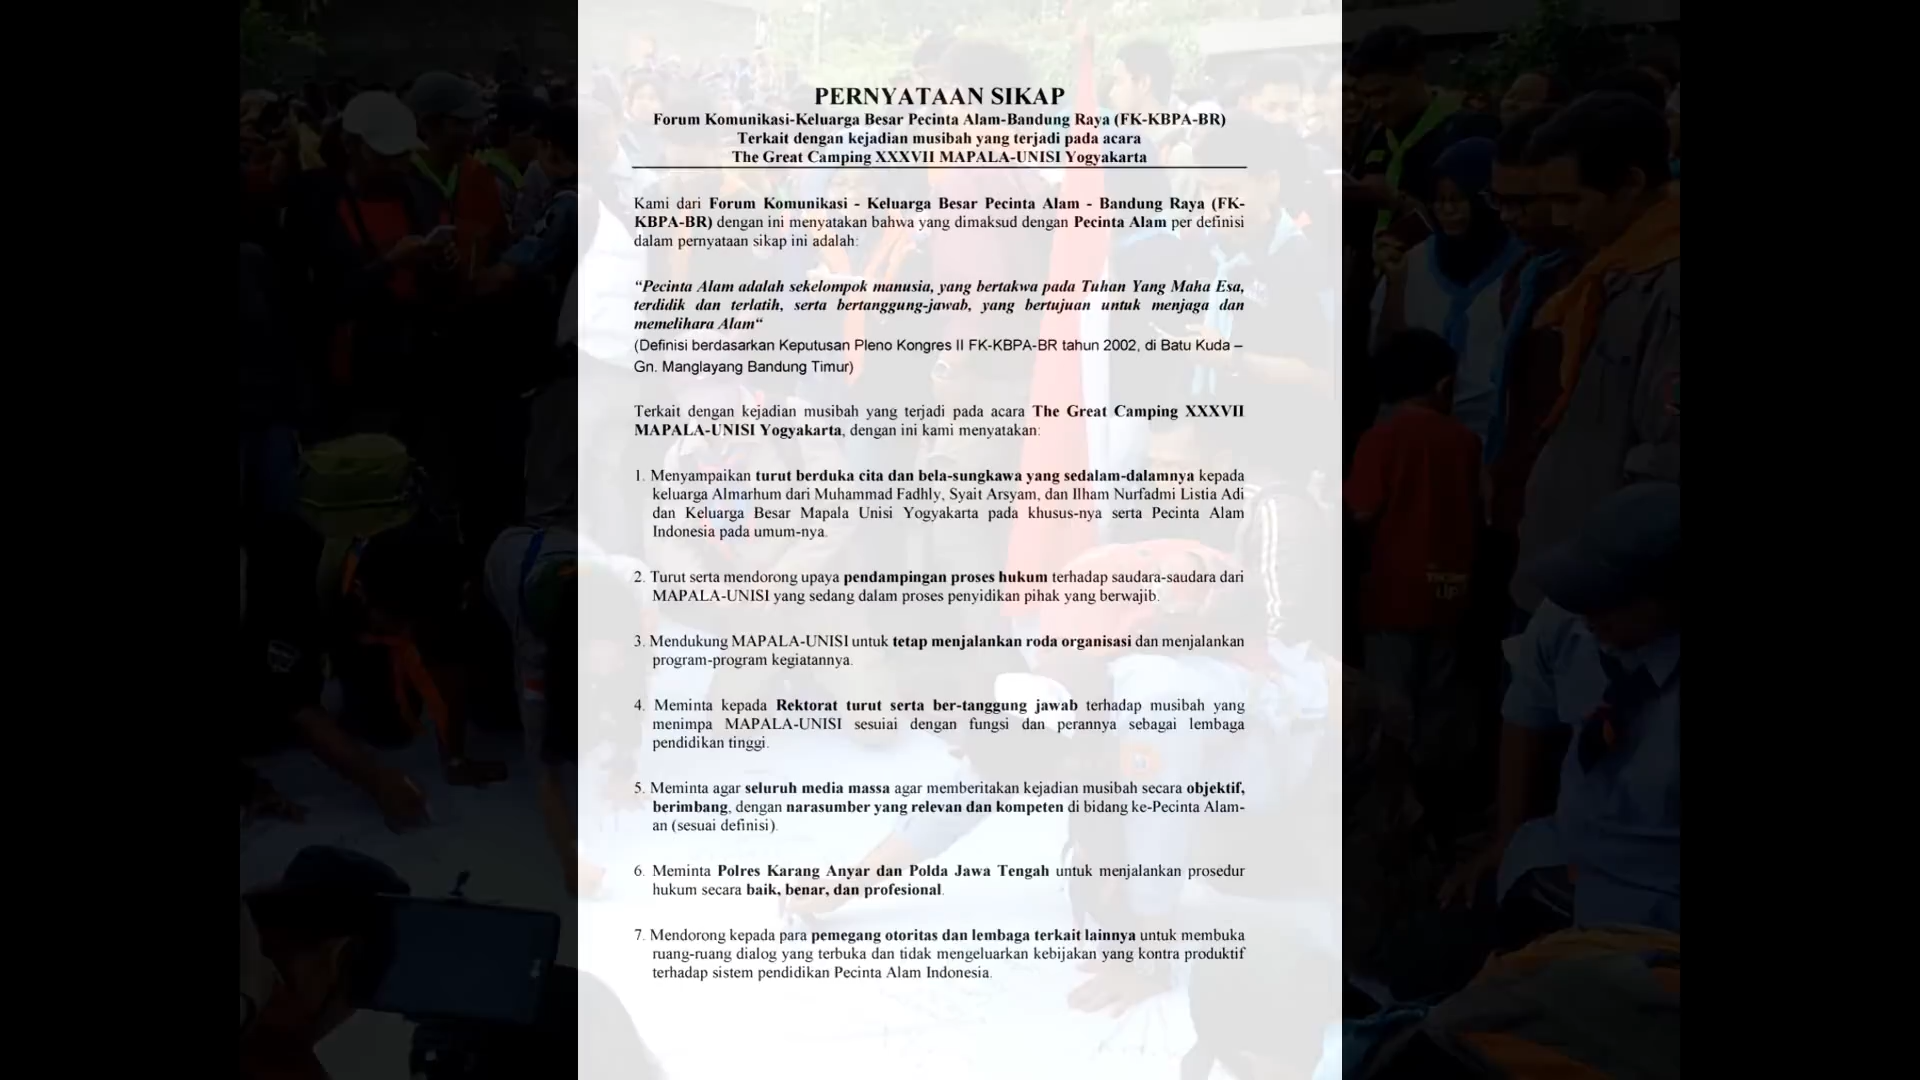 PERNYATAAN SIKAP
Forum Komunikasi-Keluarga Besar Pecinta Alam-Bandung Raya (FK-KBPA-BR)
Terkait dengan kejadian musibah yang terjadi pada acara
The Great Camping XXXVII MAPALA-UNISI Yogyakarta
Kami dari Forum Komunikasi - Keluarga Besar Pecinta Alam - Bandung Raya (FK-
KBPA-BR) dengan ini menyatakan bahwa yang dimaksud dengan Pecinta Alam per definisi
dalam pernyataan sikap ini adalah:
“Pecinta Alam adalah sekelompok manusia, yang bertakwa pada Tuhan Yang Maha Esa,
terdidik dan terlatih, serta bertanggung-jawab, yang bertujuan untuk menjaga dan
memelihara Alam“
(Definisi berdasarkan Keputusan Pleno Kongres II FK-KBPA-BR tahun 2002, di Batu Kuda –
Gn. Manglayang Bandung Timur)
Terkait dengan kejadian musibah yang terjadi pada acara The Great Camping XXXVII
MAPALA-UNISI Yogyakarta, dengan ini kami menyatakan:
1. Menyampaikan turut berduka cita dan bela-sungkawa yang sedalam-dalamnya kepada
keluarga Almarhum dari Muhammad Fadhly, Syait Arsyam, dan Ilham Nurfadmi Listia Adi
dan Keluarga Besar Mapala Unisi Yogyakarta pada khusus-nya serta Pecinta Alam
Indonesia pada umum-nya.
2. Turut serta mendorong upaya pendampingan proses hukum terhadap saudara-saudara dari
MAPALA-UNISI yang sedang dalam proses penyidikan pihak yang berwajib.
3. Mendukung MAPALA-UNISI untuk tetap menjalankan roda organisasi dan menjalankan
program-program kegiatannya.
4. Meminta kepada Rektorat turut serta ber-tanggung jawab terhadap musibah yang
menimpa MAPALA-UNISI sesuiai dengan fungsi dan perannya sebagai lembaga
pendidikan tinggi.
5. Meminta agar seluruh media massa agar memberitakan kejadian musibah secara objektif,
berimbang, dengan narasumber yang relevan dan kompeten di bidang ke-Pecinta Alam-
an (sesuai definisi).
6. Meminta Polres Karang Anyar dan Polda Jawa Tengah untuk menjalankan prosedur
hukum secara baik, benar, dan profesional.
7. Mendorong kepada para pemegang otoritas dan lembaga terkait lainnya untuk membuka
ruang-ruang dialog yang terbuka dan tidak mengeluarkan kebijakan yang kontra produktif
terhadap sistem pendidikan Pecinta Alam Indonesia.